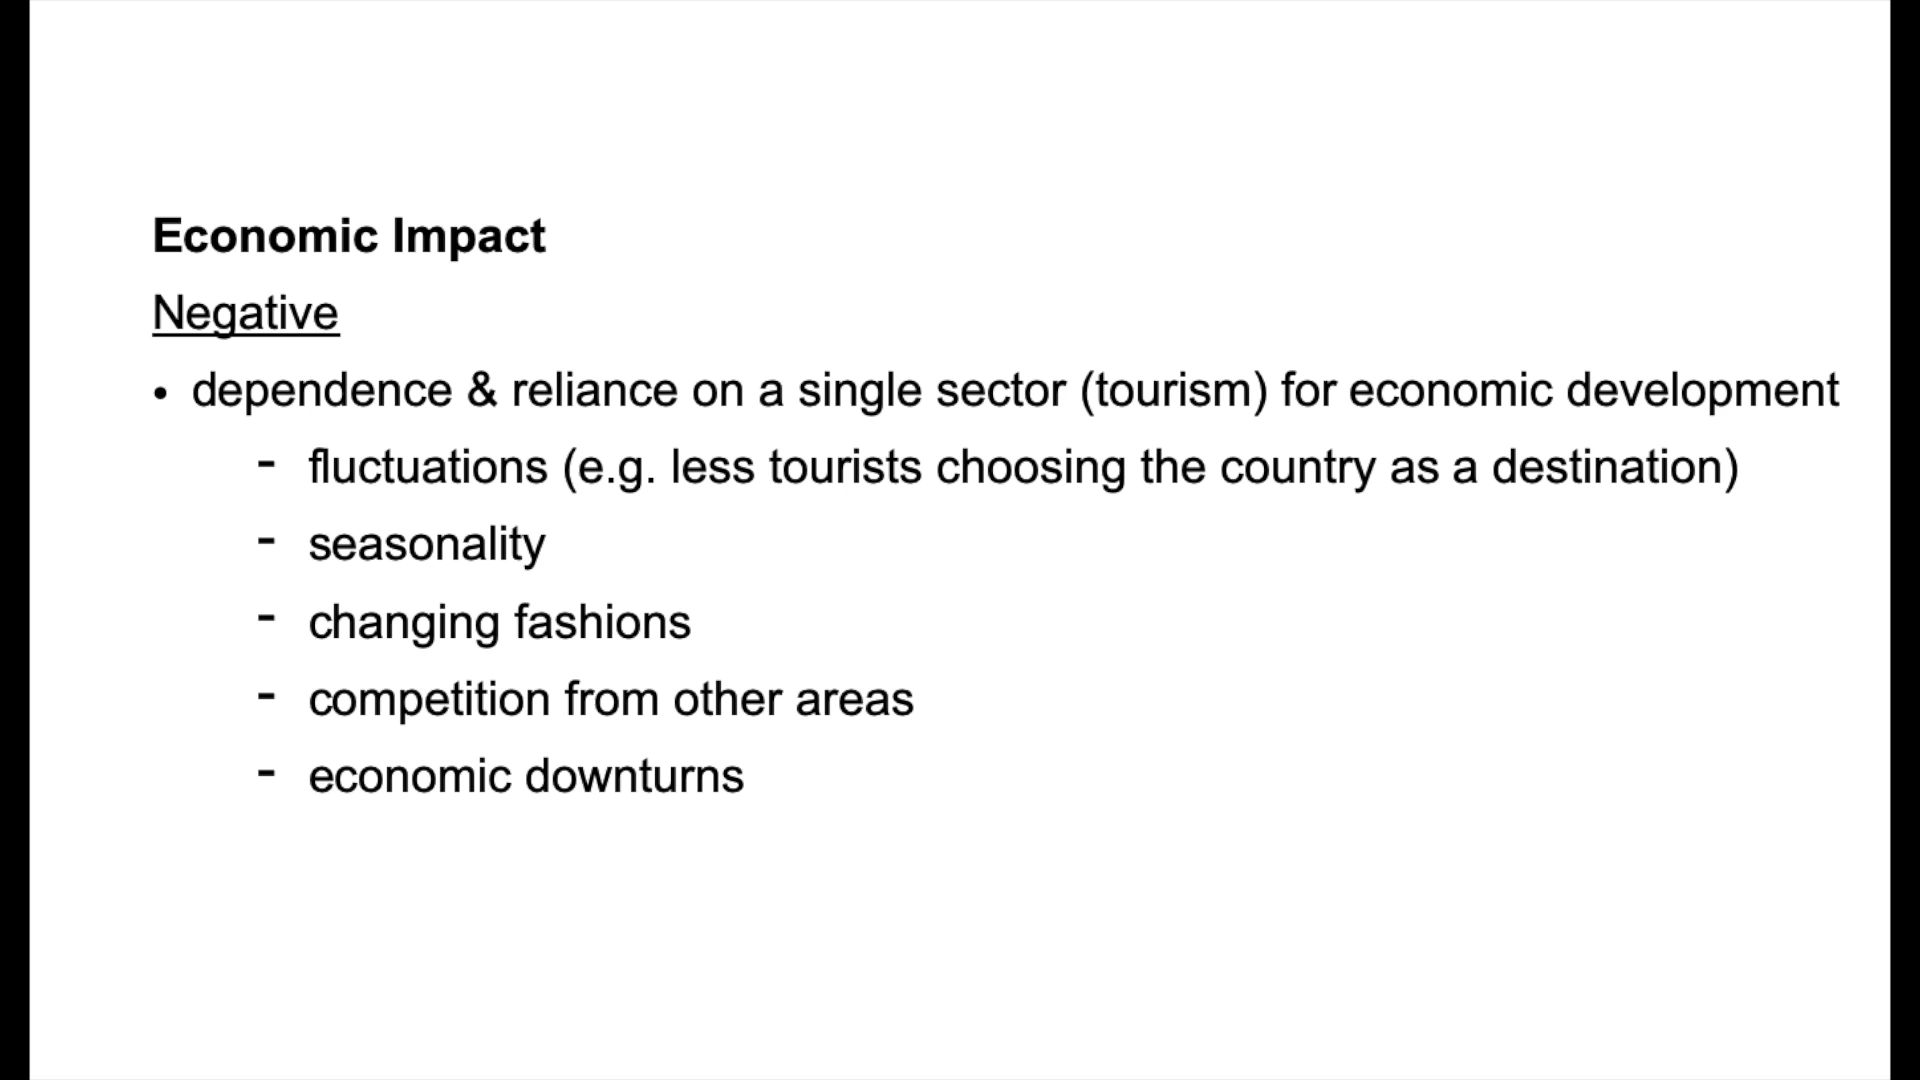 Economic Impact
Negative
• dependence & reliance on a single sector (tourism) for economic development
- fluctuations (e.g. less tourists choosing the country as a destination)
- seasonality
- changing fashions
- competition from other areas
- economic downturns